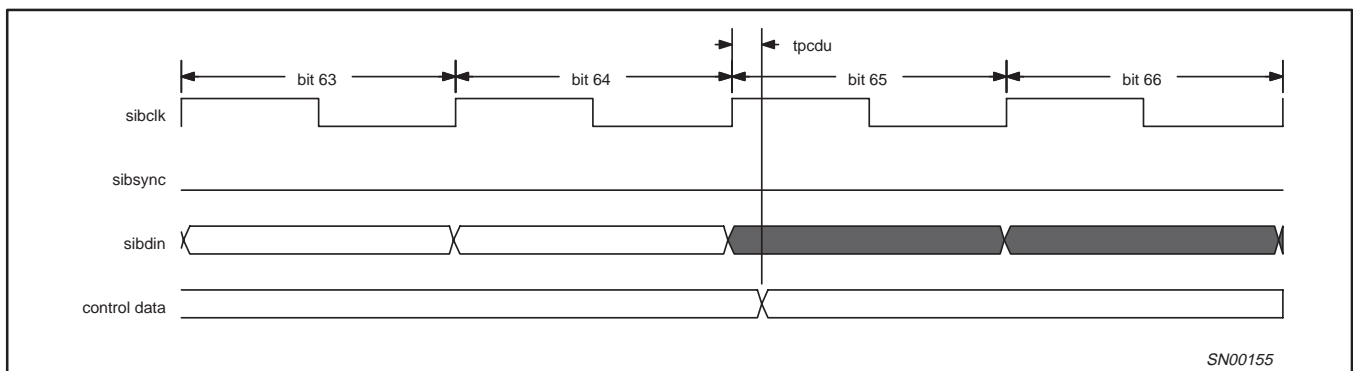 tpcdu
bit 63 bit 64 bit 65 bit 66
sibclk
sibsync
sibdin
control data
SN00155